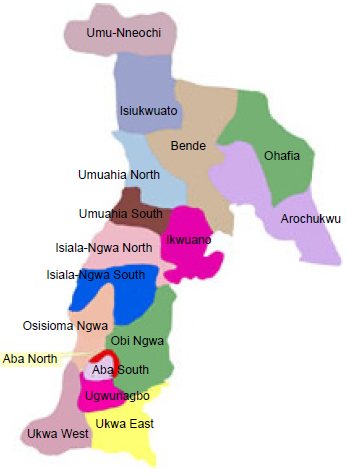 Umu-Nneochi
Isiukwuato
Bende
Ohafia
Umuahia North
Umuahia South
Arochukwu
Ikwuano
Isiala-Ngwa North
Isiala-Ngwa South
Osisioma Ngwa
Obi Ngwa
Aba North
Aba South
Ugwunagbo
Ukwa East
Ukwa West